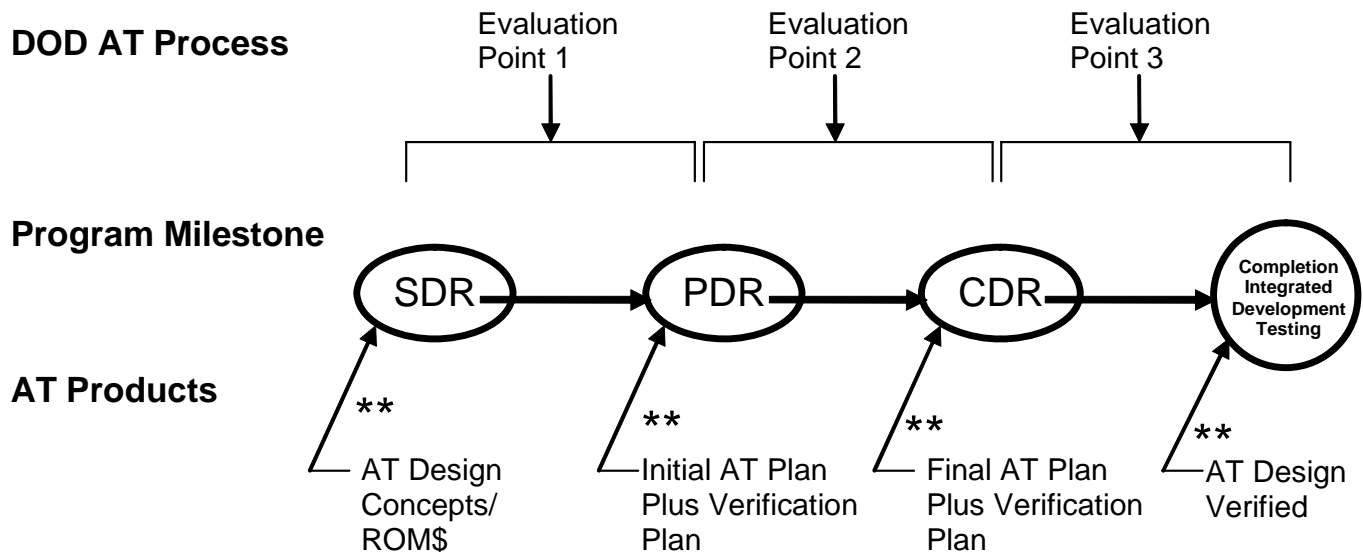 DOD AT Process
Evaluation
Point 1
Evaluation
Point 2
Evaluation
Point 3
Program Milestone
SDR
PDR
CDR
Completion
Integrated
Development
Testing
AT Products
**
AT Design
Concepts/
ROM$
**
Initial AT Plan
Plus Verification
Plan
**
Final AT Plan
Plus Verification
Plan
**
AT Design
Verified